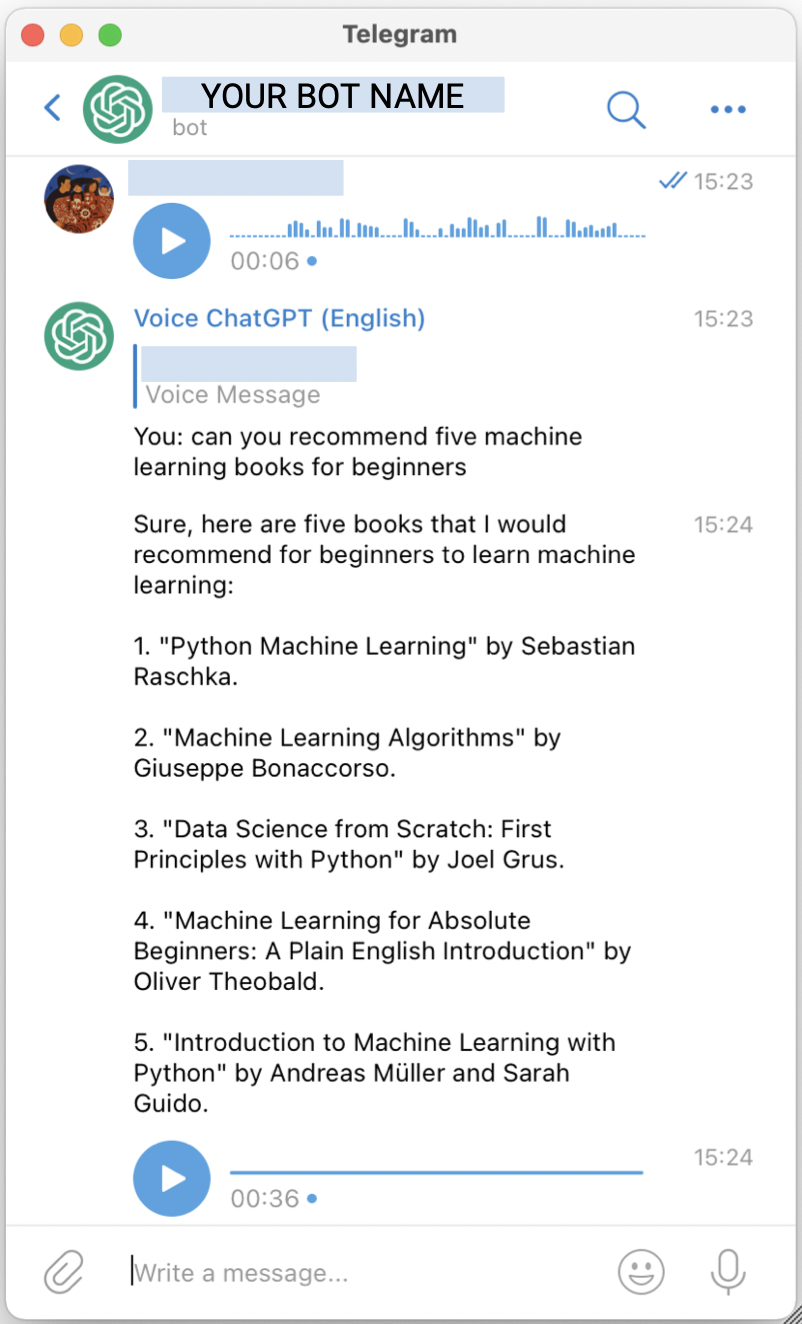 Telegram
YOUR BOT NAME
bot
15:23
00:06
Voice ChatGPT (English)
15:23
Voice Message
You: can you recommend five machine
learning books for beginners
Sure, here are five books that I would
15:24
recommend for beginners to learn machine
learning:
1. "Python Machine Learning" by Sebastian
Raschka.
2. "Machine Learning Algorithms" by
Giuseppe Bonaccorso.
3. "Data Science from Scratch: First
Principles with Python" by Joel Grus.
4. "Machine Learning for Absolute
Beginners: A Plain English Introduction" by
Oliver Theobald.
5. "Introduction to Machine Learning with
Python" by Andreas Müller and Sarah
Guido.
15:24
00:36
Write a message...